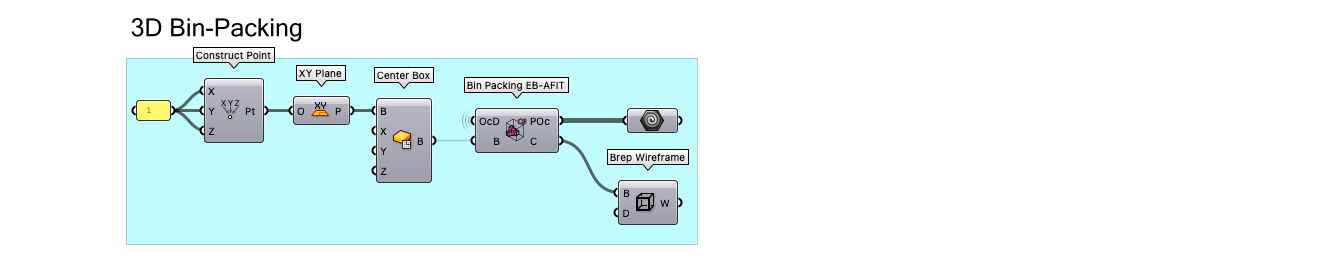 3D Bin-Packing
Construct Point
XY Plane
Center Box
Bin Packing EB-AFIT
1
X
Y
Z
X Y Z
Pt
O
XY
P
B
X
Y
Z
B
OcD
B
POc
C
Brep Wireframe
B
D
W